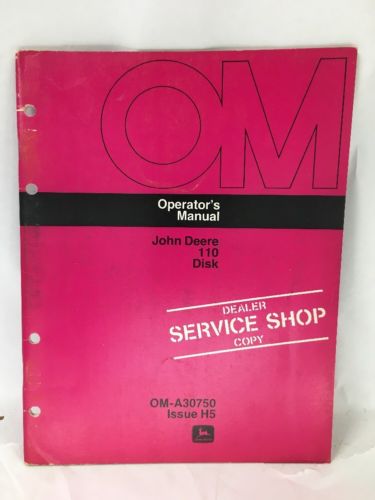 OM
Operator's
Manual
John Deere
110
Disk
DEALER
SERVICE SHOP
COPY
OM-A30750
Issue H5